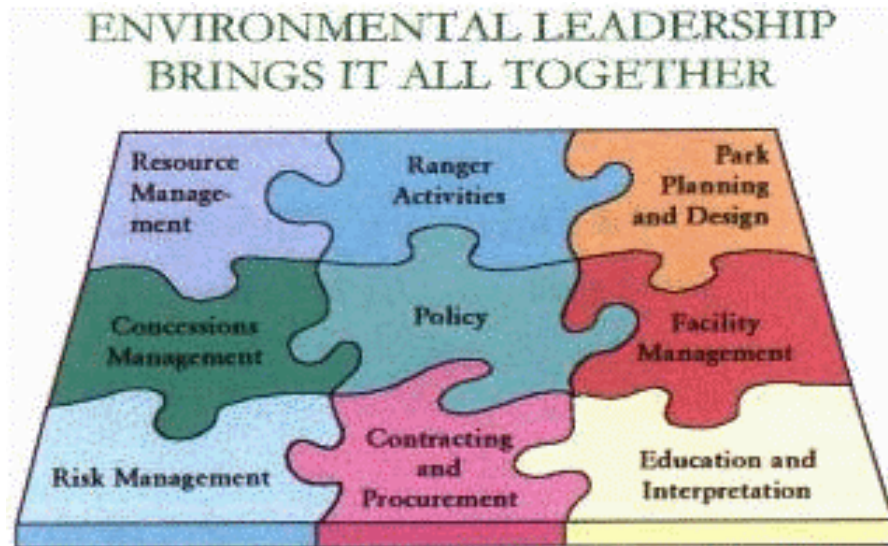 ENVIRONMENTAL LEADERSHIP
BRINGS IT ALL TOGETHER
Resource
Manage-
ment
Ranger
Activities
Park
Planning
and Design
Concessions
Management
Policy
Facility
Management
Risk Management
Contracting
and
Procurement
Education and
Interpretation